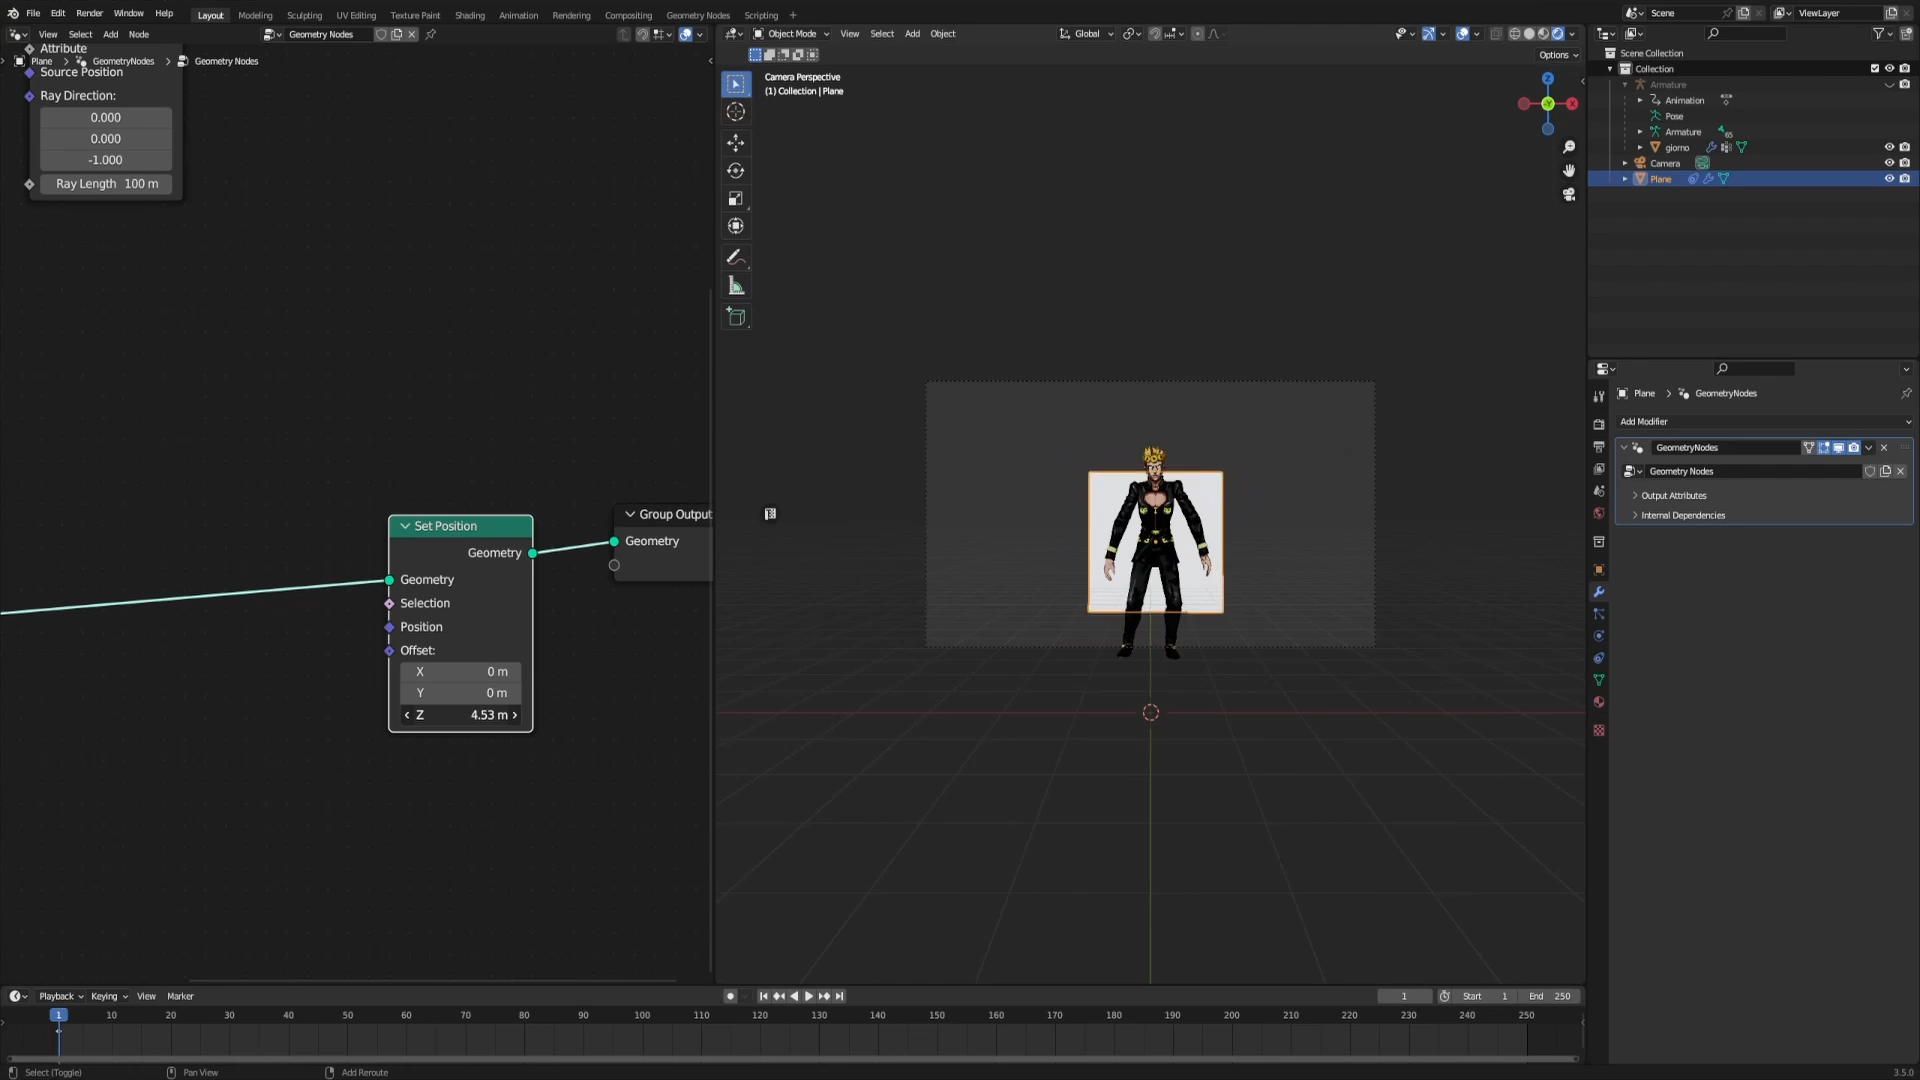 File Edit Render Window Help
Layout Modeling Sculpting UV Editing Texture Paint Shading Animation Rendering Compositing Geometry Nodes Scripting +
Scene
ViewLayer
View Select Add Node
Geometry Nodes
Object Mode View Select Add Object
Global
Options
Attribute
Plane > GeometryNodes > Geometry Nodes
Source Position
Ray Direction:
0.000
0.000
-1.000
Ray Length 100 m
Set Position
Geometry
Geometry
Selection
Position
Offset:
X 0 m
Y 0 m
Z 4.53 m
Group Output
Geometry
Camera Perspective
(1) Collection | Plane
Z
-Y
X
Scene Collection
Collection
Armature
Animation
Pose
Armature
65
giorno
Camera
Plane
Plane > GeometryNodes
Add Modifier
GeometryNodes
Geometry Nodes
Output Attributes
Internal Dependencies
Playback Keying View Marker
1
Start 1
End 250
1 10 20 30 40 50 60 70 80 90 100 110 120 130 140 150 160 170 180 190 200 210 220 230 240 250
Select (Toggle)
Pan View
Add Reroute
3.5.0